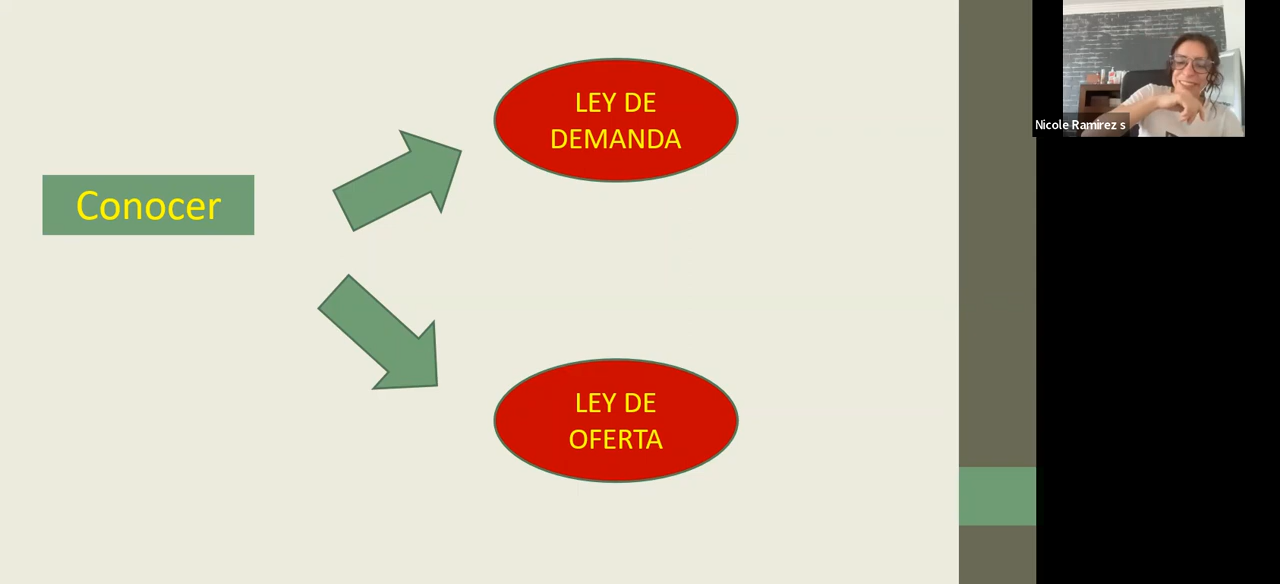 LEY DE
DEMANDA
Conocer
LEY DE
OFERTA
Nicole Ramirez s